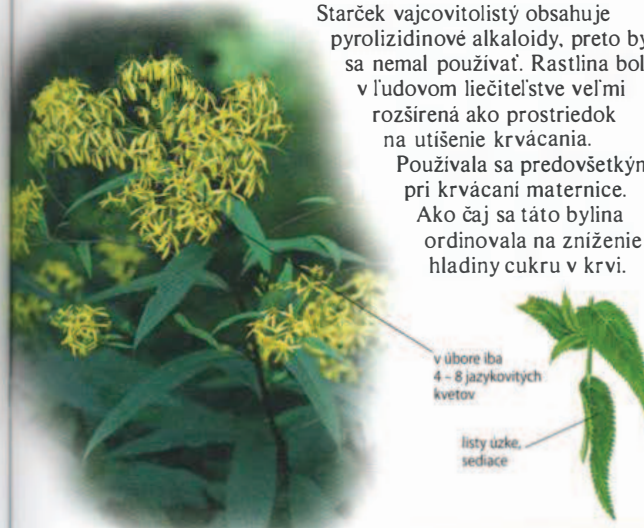 Starček vajcovitolistý obsahuje
pyrolizidinové alkaloidy, preto by
sa nemal používať. Rastlina bol
v ľudovom liečiteľstve veľmi
rozšírená ako prostriedok
na utíšenie krvácania.
Používala sa predovšetkým
pri krvácaní maternice.
Ako čaj sa táto bylina
ordinovala na zníženie
hladiny cukru v krvi.
v úbore iba
4 – 8 jazykovitých
kvetov
listy úzke,
sediace